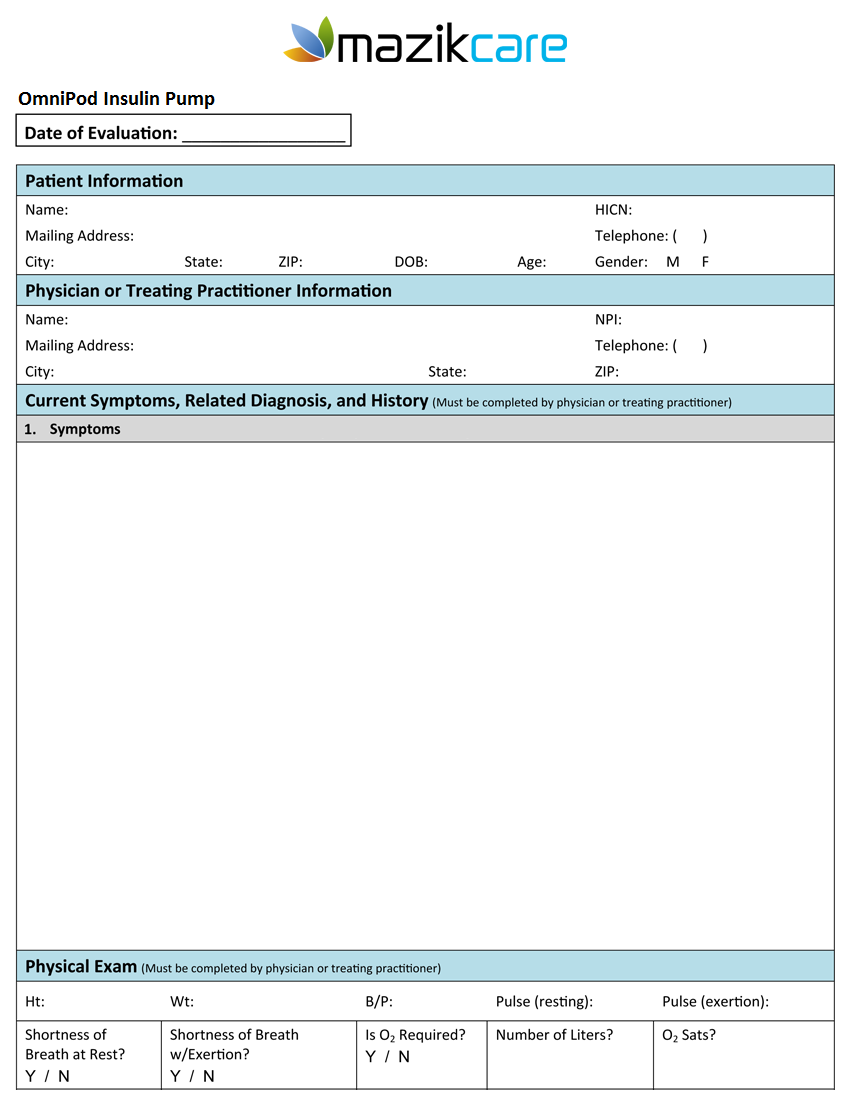 mazikcare
OmniPod Insulin Pump
Date of Evaluation: ___________________
Patient Information
Name: HICN:
Mailing Address: Telephone: ( )
City: State: ZIP: DOB: Age: Gender: M F
Physician or Treating Practitioner Information
Name: NPI:
Mailing Address: Telephone: ( )
City: State: ZIP:
Current Symptoms, Related Diagnosis, and History (Must be completed by physician or treating practitioner)
1. Symptoms
Physical Exam (Must be completed by physician or treating practitioner)
Ht: Wt: B/P: Pulse (resting): Pulse (exertion):
Shortness of
Breath at Rest?
Y / N
Shortness of Breath
w/Exertion?
Y / N
Is O₂ Required?
Y / N
Number of Liters?
O₂ Sats?